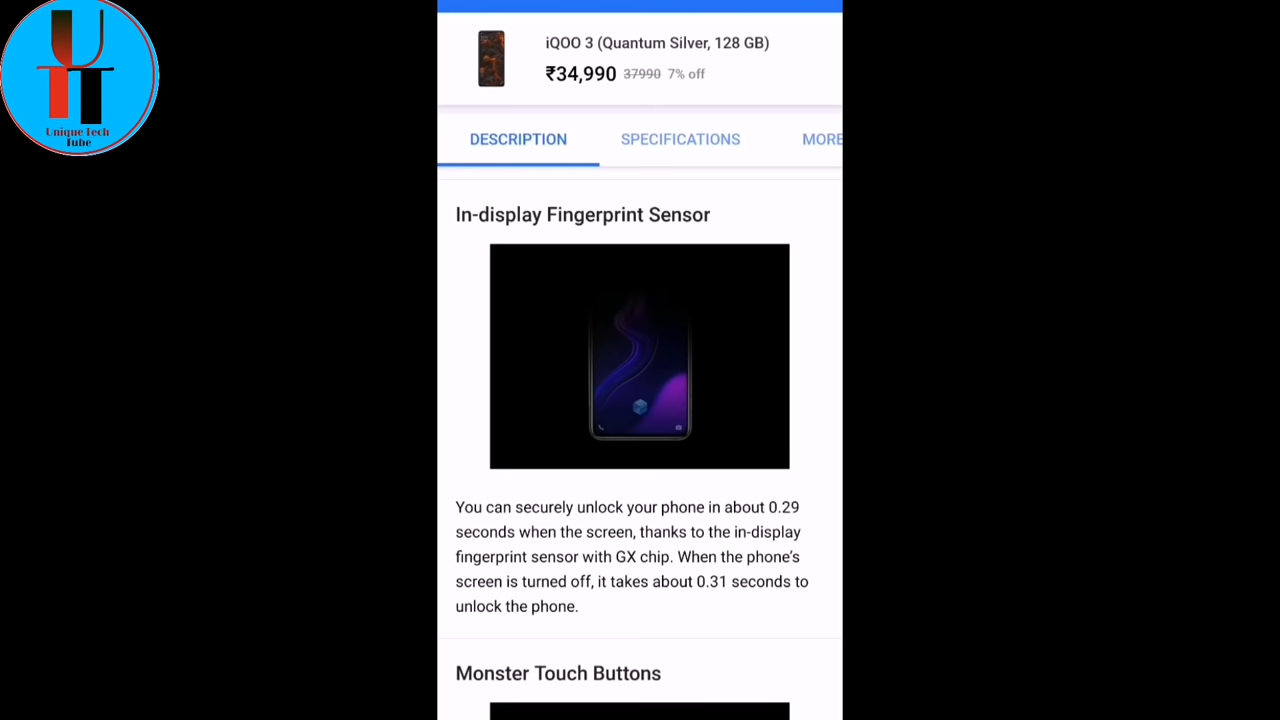 Unique Tech
Tube
iQOO 3 (Quantum Silver, 128 GB)
₹34,990 37990 7% off
DESCRIPTION SPECIFICATIONS MORE
In-display Fingerprint Sensor
You can securely unlock your phone in about 0.29
seconds when the screen, thanks to the in-display
fingerprint sensor with GX chip. When the phone’s
screen is turned off, it takes about 0.31 seconds to
unlock the phone.
Monster Touch Buttons